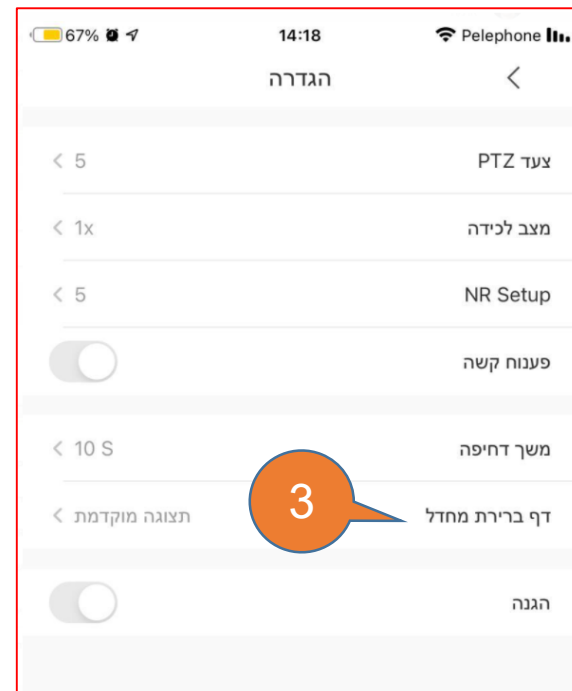 67% 14:18 Pelephone
הגדרה
צעד PTZ 5
מצב לכידה 1x
NR Setup 5
פענוח קשה
משך דחיפה 10 S
דף ברירת מחדל 3 תצוגה מוקדמת
הגנה